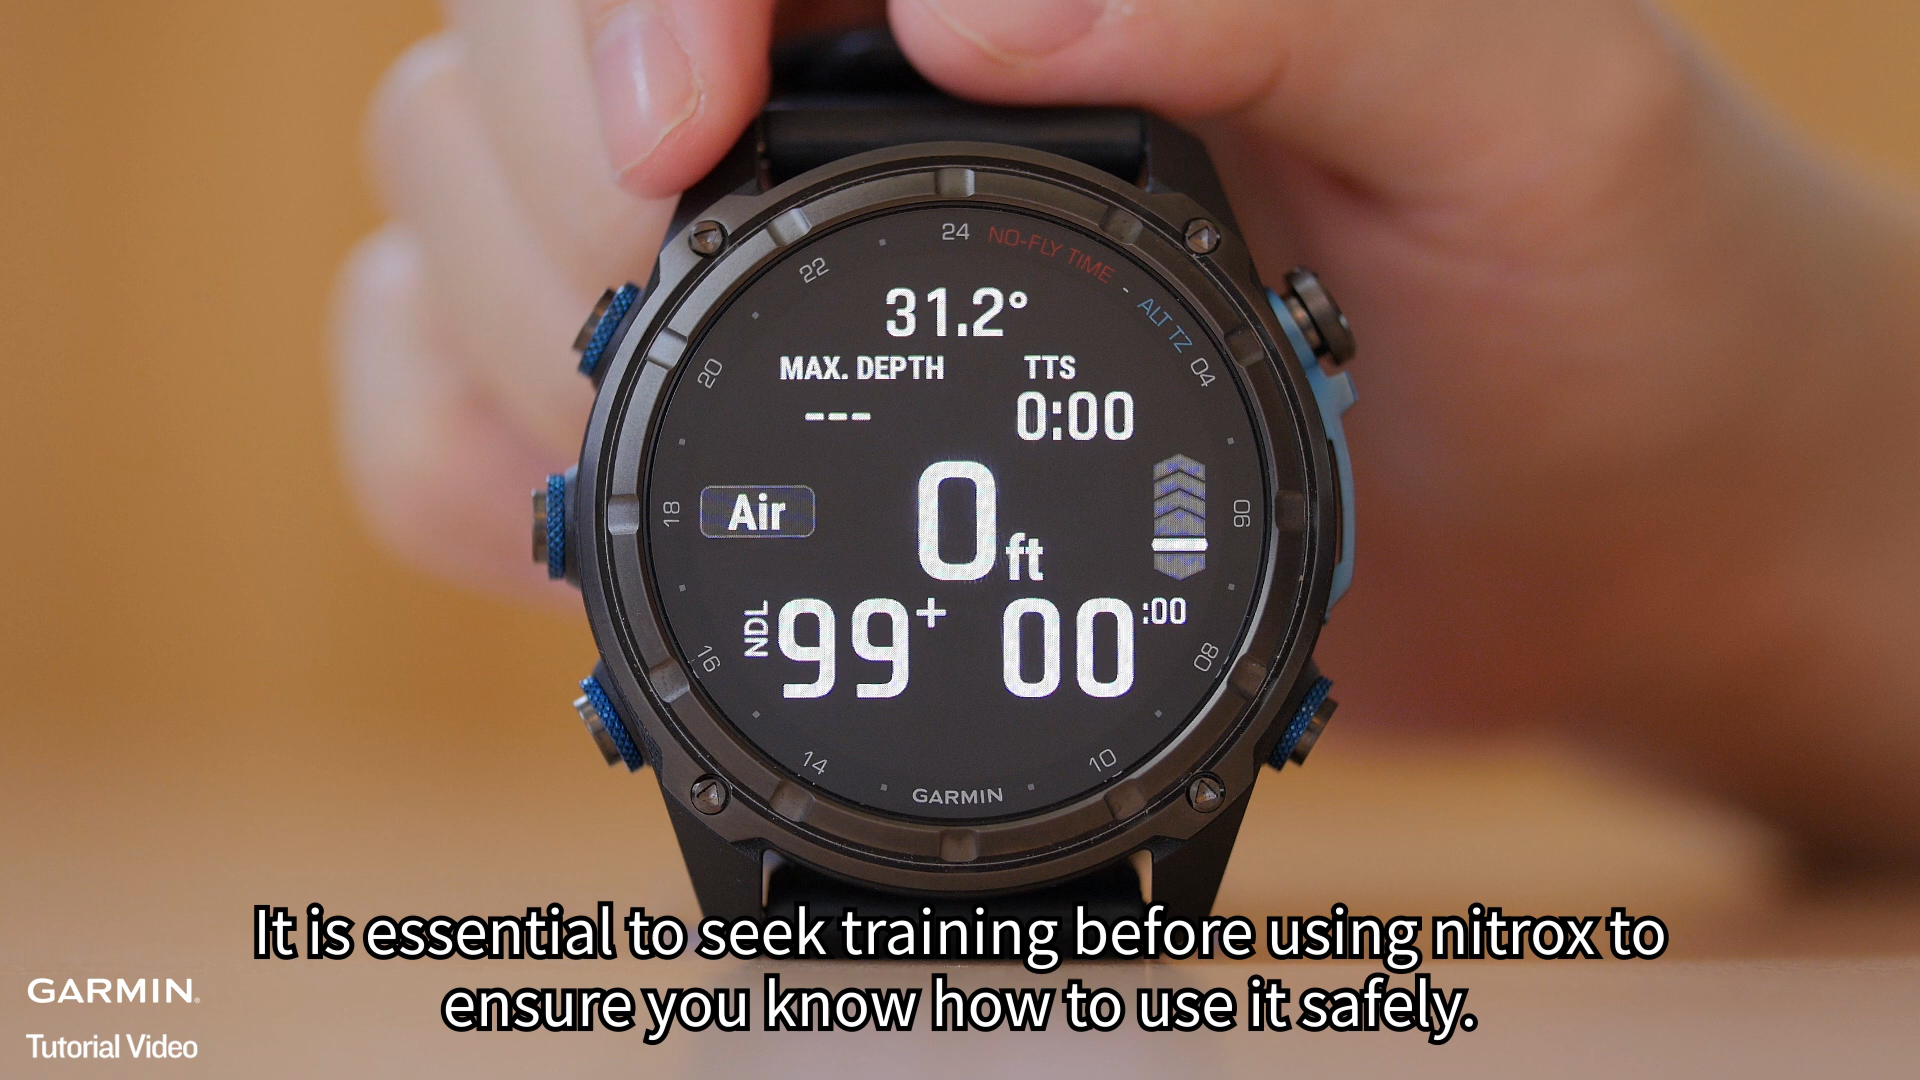 24 NO-FLY TIME - ALT TZ
22
31.2°
MAX. DEPTH TTS
--- 0:00
20 04
Air 0ft
18 06
NDL 99+ 00:00
16 08
14 10
GARMIN
It is essential to seek training before using nitrox to
ensure you know how to use it safely.
GARMIN.
Tutorial Video